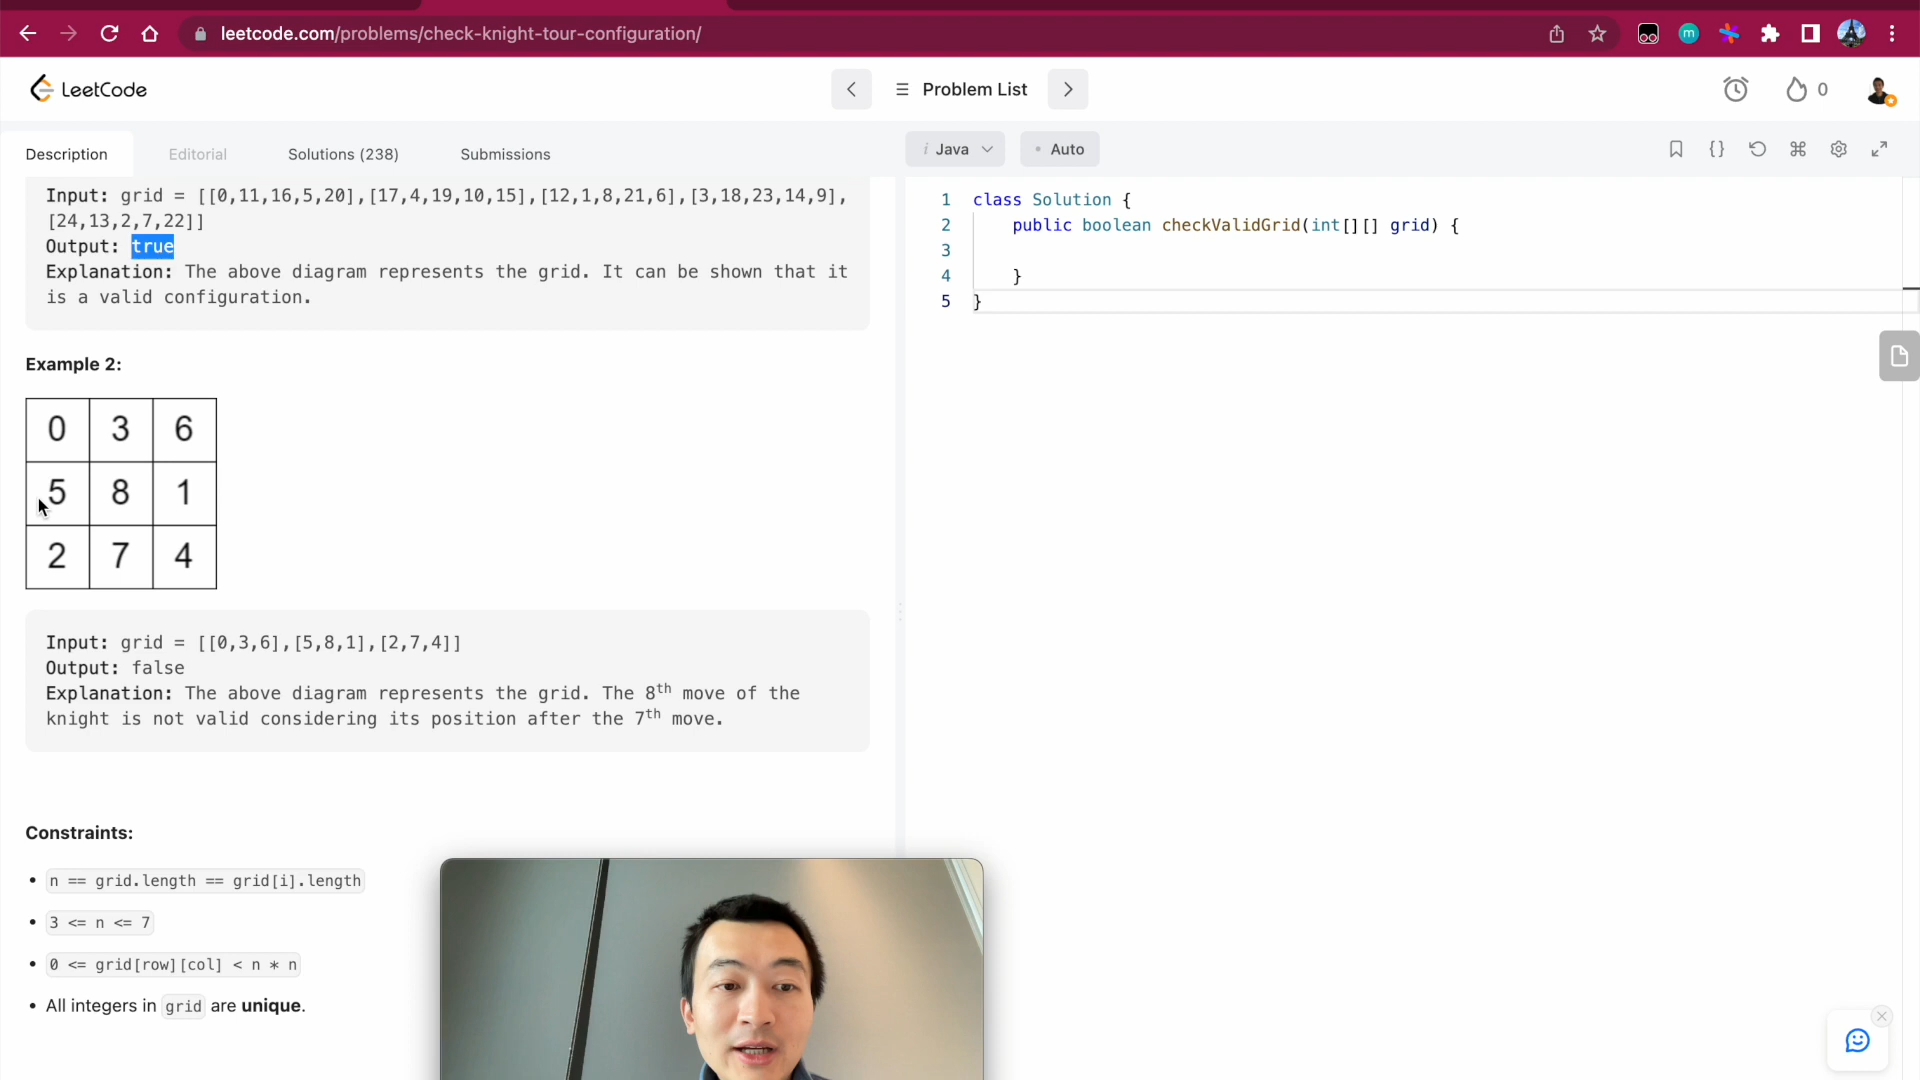 leetcode.com/problems/check-knight-tour-configuration/
LeetCode
Problem List
0
Description
Editorial
Solutions (238)
Submissions
Input: grid = [[0,11,16,5,20],[17,4,19,10,15],[12,1,8,21,6],[3,18,23,14,9],
[24,13,2,7,22]]
Output: true
Explanation: The above diagram represents the grid. It can be shown that it
is a valid configuration.
Example 2:
0 3 6
5 8 1
2 7 4
Input: grid = [[0,3,6],[5,8,1],[2,7,4]]
Output: false
Explanation: The above diagram represents the grid. The 8th move of the
knight is not valid considering its position after the 7th move.
Constraints:
• n == grid.length == grid[i].length
• 3 <= n <= 7
• 0 <= grid[row][col] < n * n
• All integers in grid are unique.
i Java
• Auto
1 class Solution {
2 public boolean checkValidGrid(int[][] grid) {
3
4 }
5 }
m